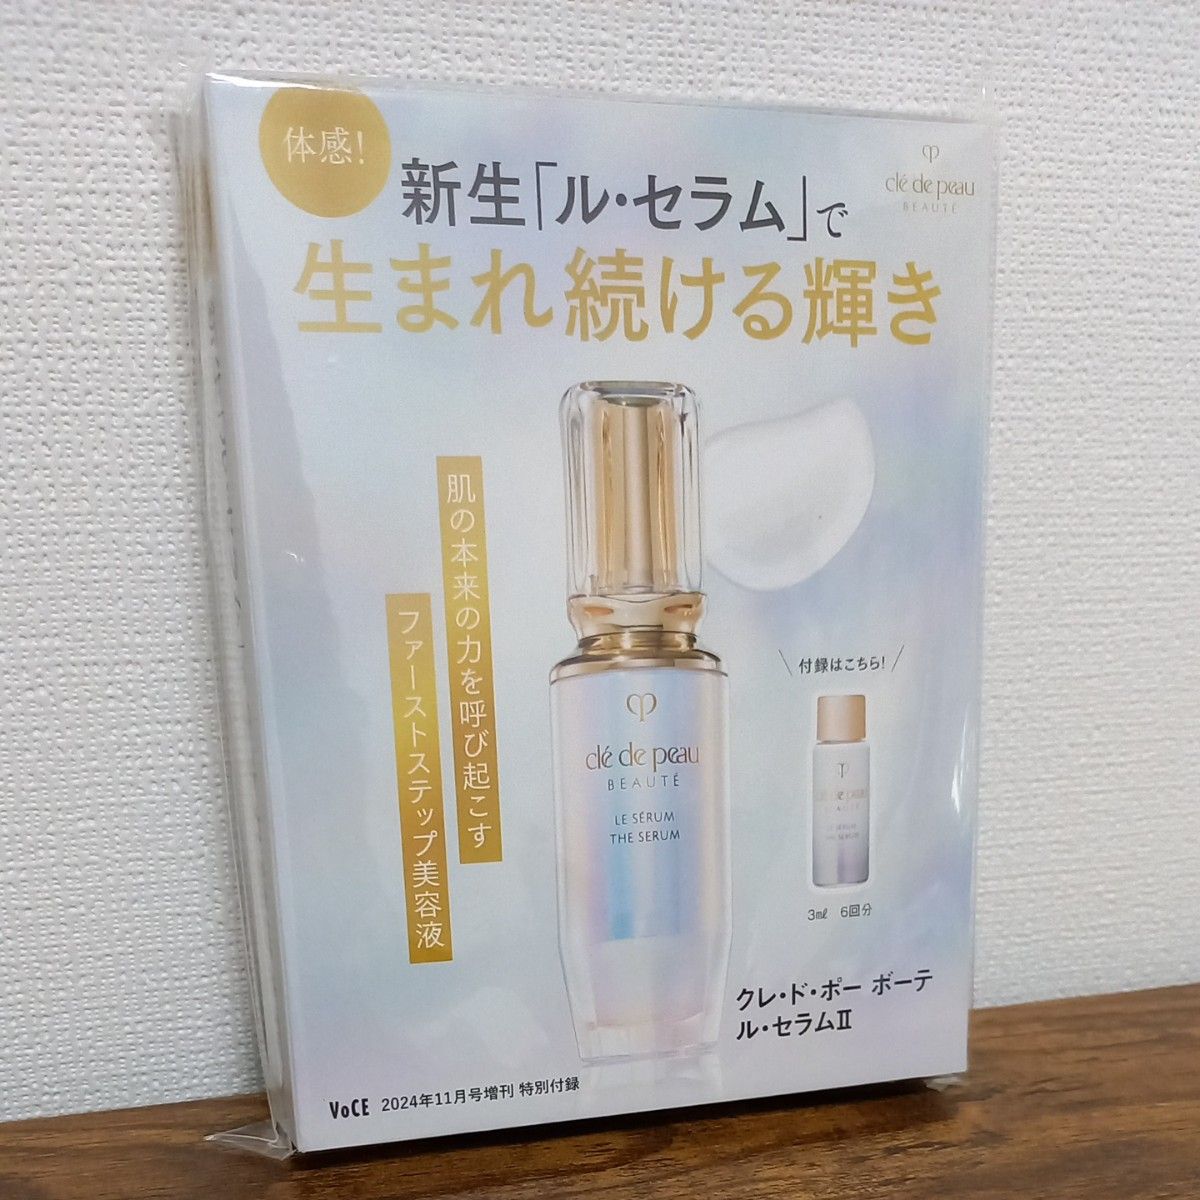 体感!
新生「ル・セラム」で
生まれ続ける輝き
clé de peau
BEAUTÉ
肌の本来の力を呼び起こす
ファーストステップ美容液
clé de peau
BEAUTÉ
LE SÉRUM
THE SERUM
付録はこちら!
clé de peau
3ml 6回分
クレ・ド・ポー ボーテ
ル・セラムII
VOCE 2024年11月号増刊 特別付録